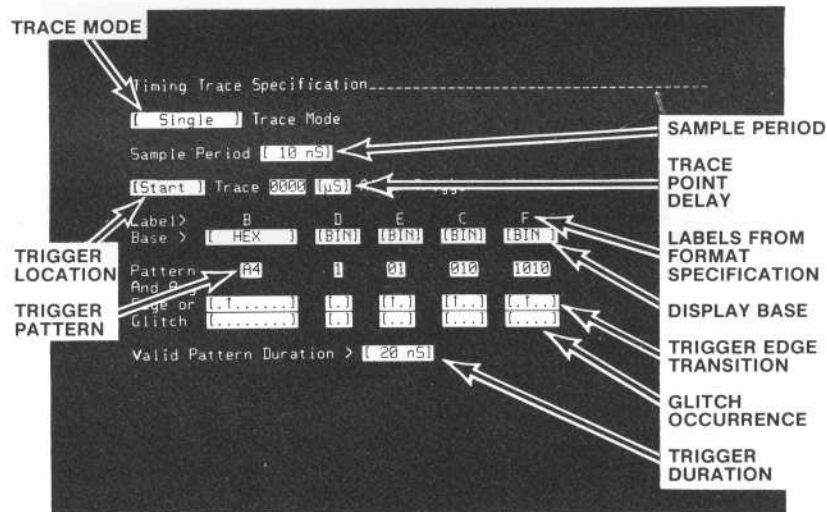 TRACE MODE
Timing Trace Specification
[ Single ] Trace Mode
Sample Period [ 10 nS]
[Start ] Trace 0000 [µS]
Label> B D E C F
Base > [ HEX ] [BIN] [BIN] [BIN] [BIN ]
Pattern A4 1 01 010 1010
And
Edge or [.↑......] [.] [↑.] [↑..] [.↑..]
Glitch [........] [.] [..] [...] [....]
Valid Pattern Duration > [ 20 nS]
TRIGGER
LOCATION
TRIGGER
PATTERN
SAMPLE PERIOD
TRACE
POINT
DELAY
LABELS FROM
FORMAT
SPECIFICATION
DISPLAY BASE
TRIGGER EDGE
TRANSITION
GLITCH
OCCURRENCE
TRIGGER
DURATION